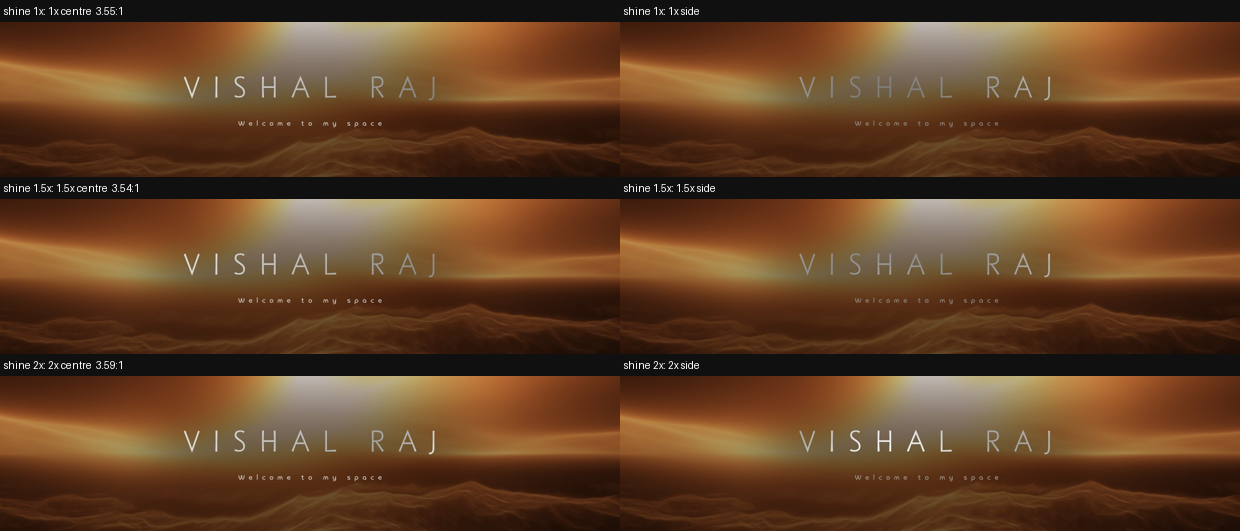 shine 1x: 1x centre 3.55:1
shine 1x: 1x side
VISHAL RAJ
Welcome to my space
VISHAL RAJ
Welcome to my space
shine 1.5x: 1.5x centre 3.54:1
shine 1.5x: 1.5x side
VISHAL RAJ
Welcome to my space
VISHAL RAJ
Welcome to my space
shine 2x: 2x centre 3.59:1
shine 2x: 2x side
VISHAL RAJ
Welcome to my space
VISHAL RAJ
Welcome to my space